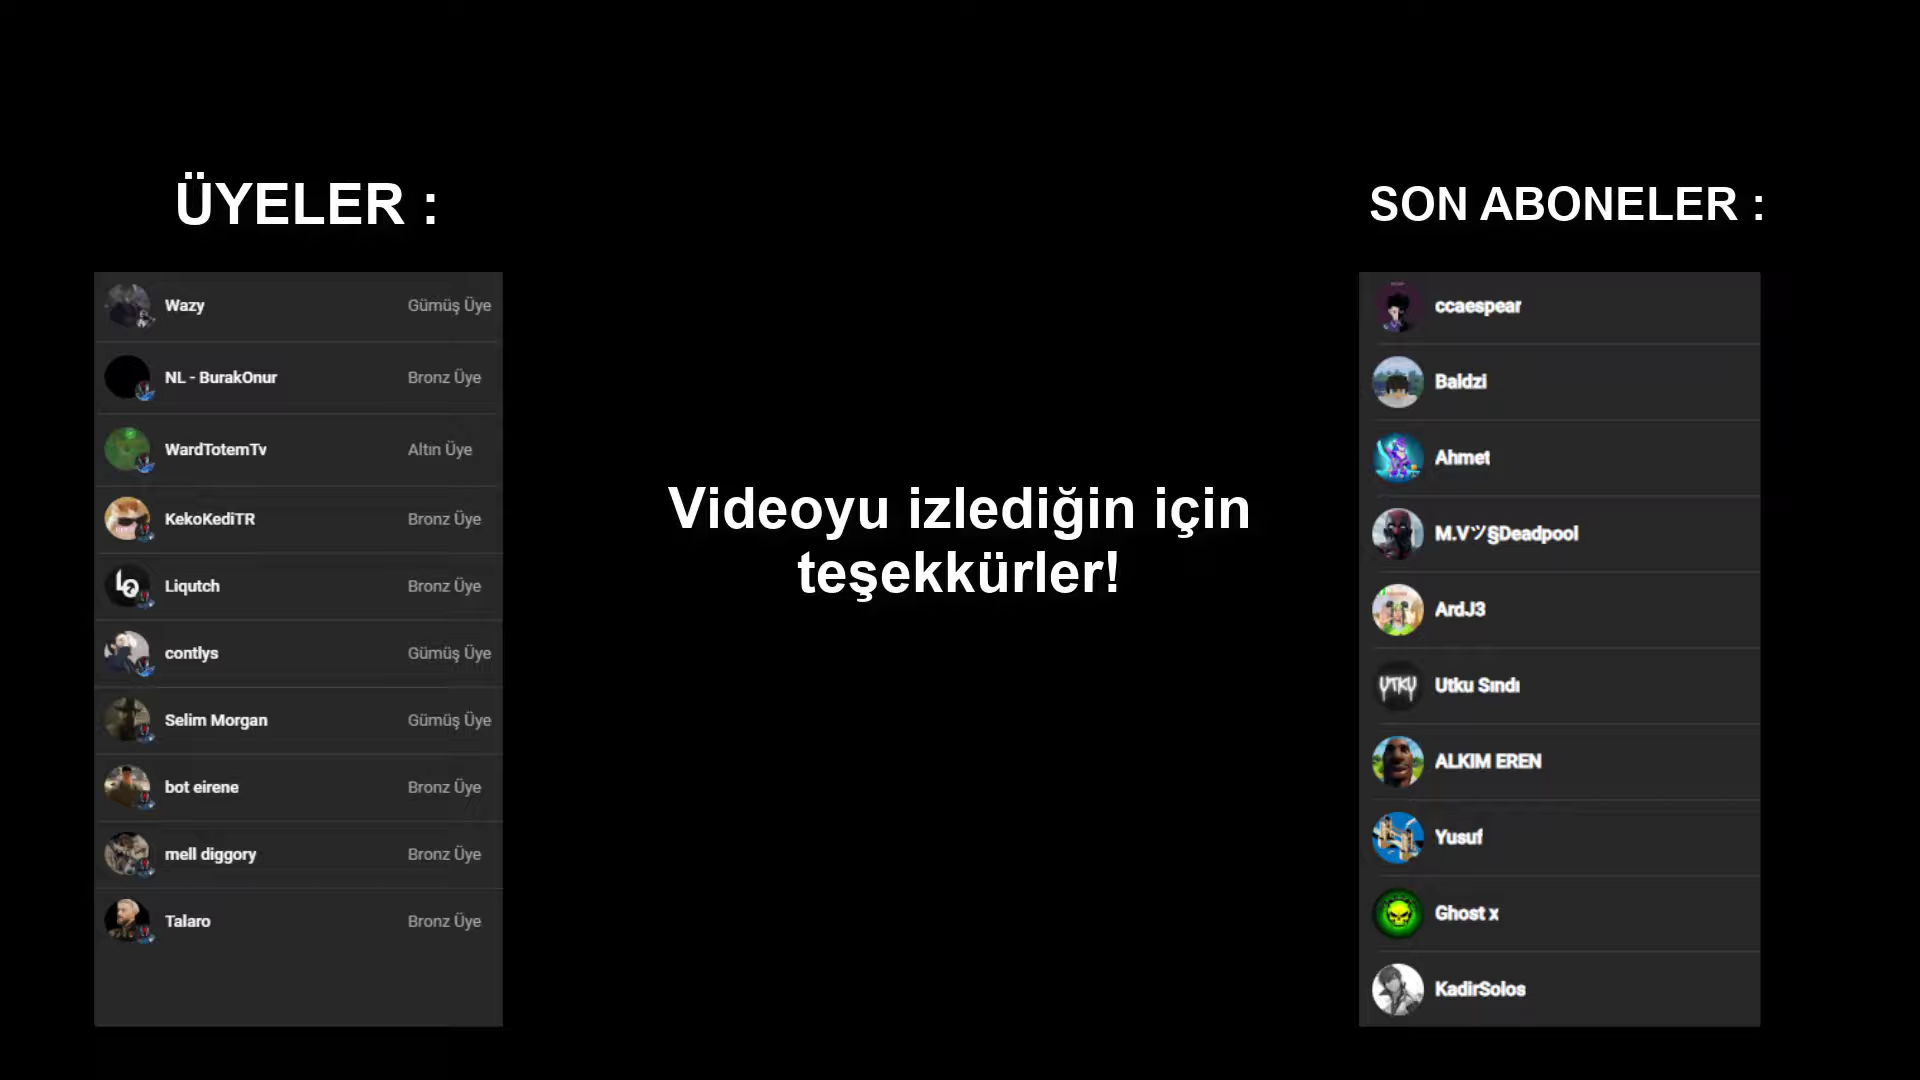 ÜYELER :
Wazy Gümüş Üye
NL - BurakOnur Bronz Üye
WardTotemTv Altın Üye
KekoKediTR Bronz Üye
Liqutch Bronz Üye
contlys Gümüş Üye
Selim Morgan Gümüş Üye
bot eirene Bronz Üye
mell diggory Bronz Üye
Talaro Bronz Üye
Videoyu izlediğin için
teşekkürler!
SON ABONELER :
ccaespear
Baldzi
Ahmet
M.Vツ§Deadpool
ArdJ3
UTKU
Utku Sındı
ALKIM EREN
Yusuf
Ghost x
KadirSolos